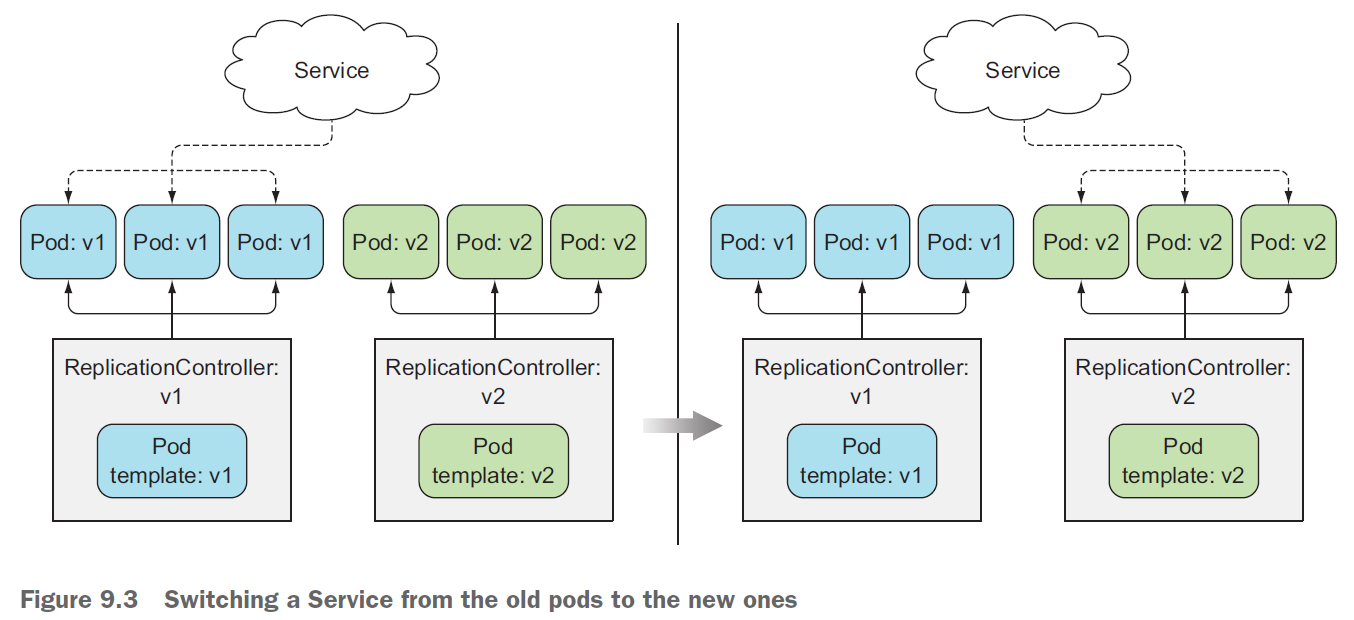 Service
Pod: v1
Pod: v1
Pod: v1
Pod: v2
Pod: v2
Pod: v2
ReplicationController:
v1
Pod
template: v1
ReplicationController:
v2
Pod
template: v2
Service
Pod: v1
Pod: v1
Pod: v1
Pod: v2
Pod: v2
Pod: v2
ReplicationController:
v1
Pod
template: v1
ReplicationController:
v2
Pod
template: v2
Figure 9.3 Switching a Service from the old pods to the new ones